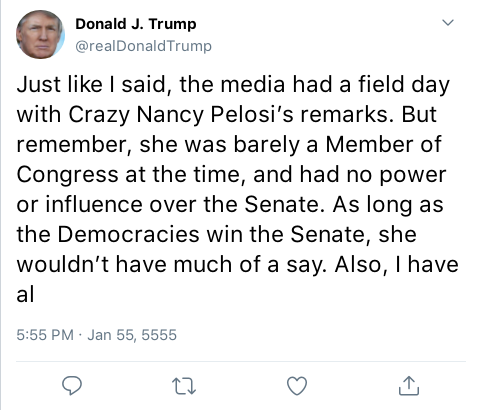 Donald J. Trump
@realDonaldTrump
Just like I said, the media had a field day
with Crazy Nancy Pelosi's remarks. But
remember, she was barely a Member of
Congress at the time, and had no power
or influence over the Senate. As long as
the Democracies win the Senate, she
wouldn't have much of a say. Also, I have
al
5:55 PM · Jan 55, 5555